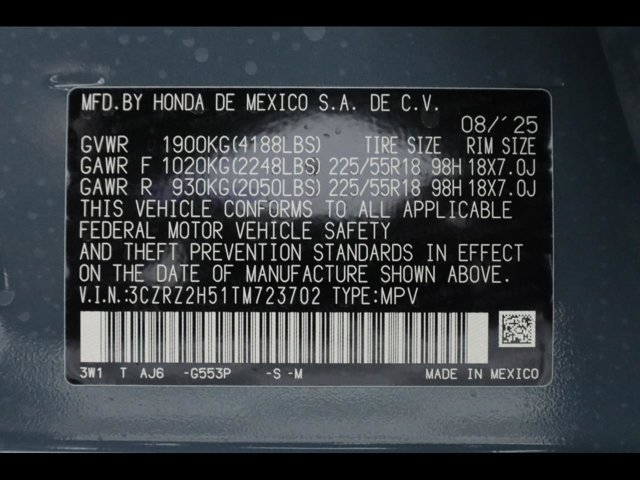 MFD.BY HONDA DE MEXICO S.A. DE C.V.
08/'25
GVWR 1900KG(4188LBS) TIRE SIZE RIM SIZE
GAWR F 1020KG(2248LBS) 225/55R18 98H 18X7.0J
GAWR R 930KG(2050LBS) 225/55R18 98H 18X7.0J
THIS VEHICLE CONFORMS TO ALL APPLICABLE
FEDERAL MOTOR VEHICLE SAFETY
AND THEFT PREVENTION STANDARDS IN EFFECT
ON THE DATE OF MANUFACTURE SHOWN ABOVE.
V.I.N.:3CZRZ2H51TM723702 TYPE:MPV
3W1 T AJ6 -G553P -S -M MADE IN MEXICO